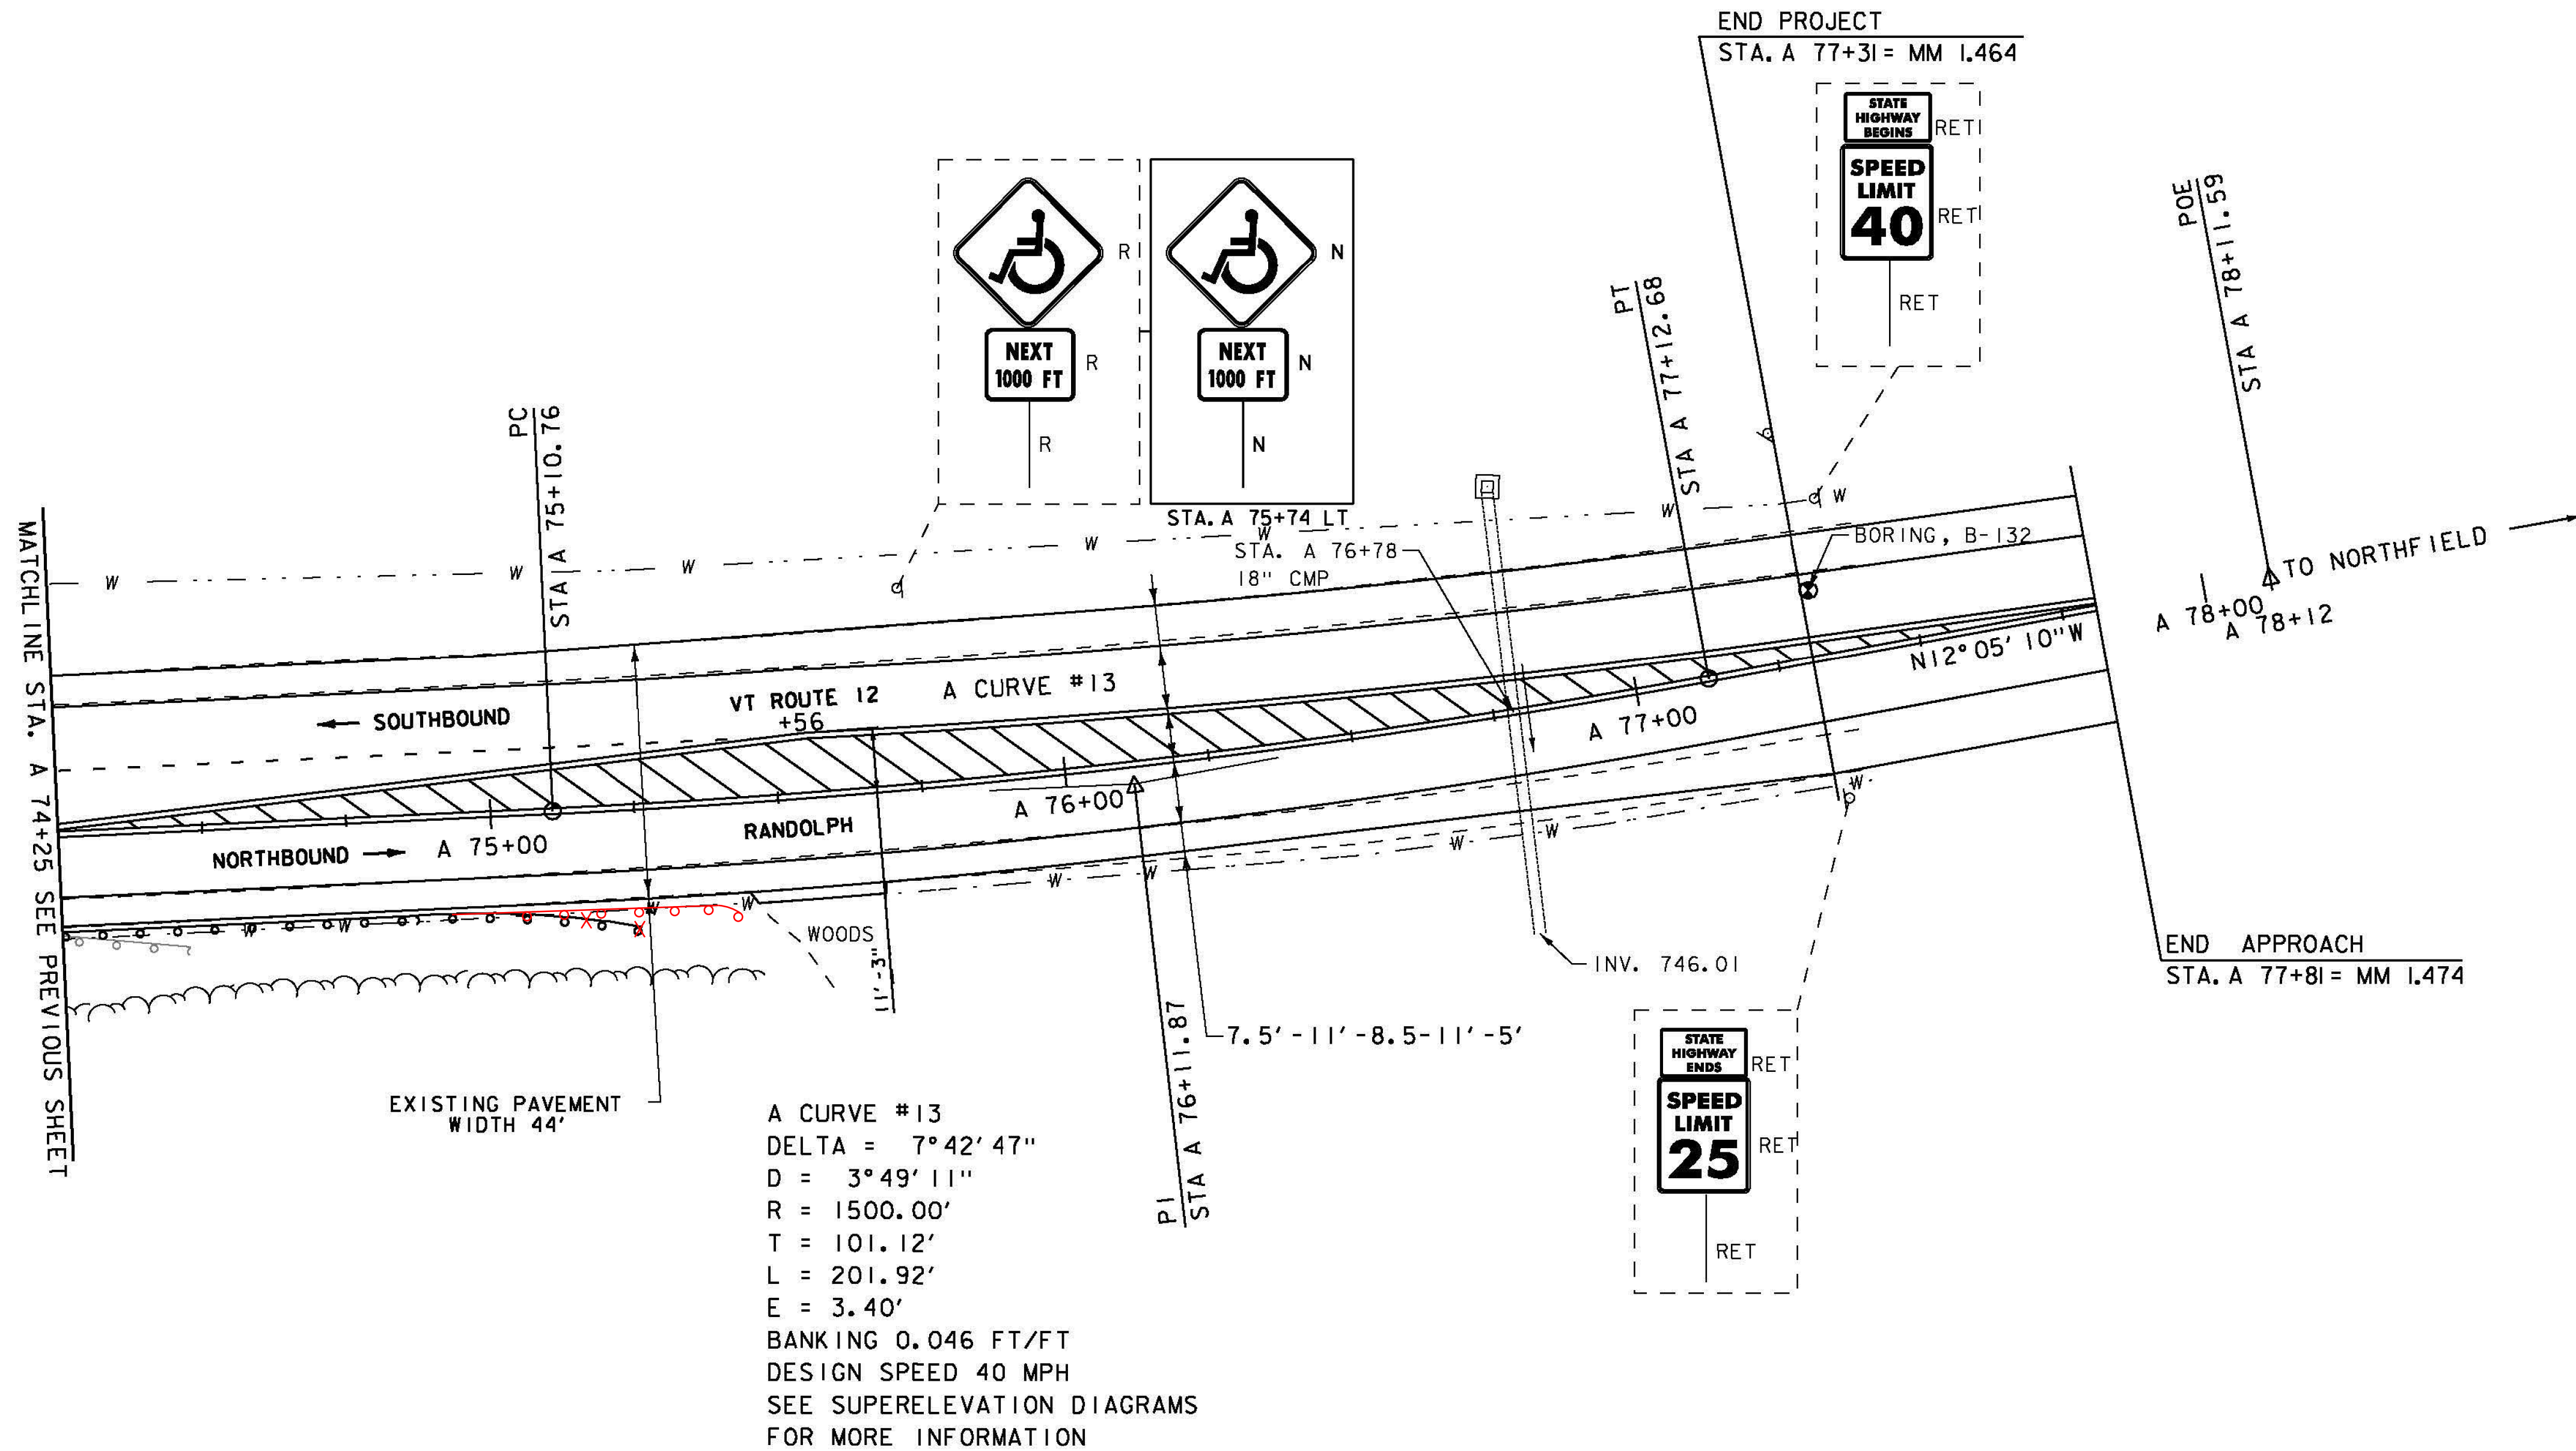 END PROJECT
STA. A 77+31= MM 1.464
STATE
HIGHWAY
BEGINS
RET
SPEED
LIMIT
40
RET
RET
R
N
NEXT
1000 FT
R
NEXT
1000 FT
N
R
N
STA. A 75+74 LT
STA. A 76+78
18" CMP
PC
STA A 75+10.76
PT
STA A 77+12.68
POE
STA A 78+11.59
BORING, B-132
TO NORTHFIELD
A 78+00
A 78+12
N12°05'10"W
W
W
W
W
W
W
W
MATCHLINE STA. A 74+25 SEE PREVIOUS SHEET
SOUTHBOUND
VT ROUTE 12
+56
A CURVE #13
A 77+00
A 76+00
A 75+00
NORTHBOUND
RANDOLPH
W
W
W
W
W
W
W
W
W
WOODS
11'-3"
INV. 746.01
END APPROACH
STA. A 77+81= MM 1.474
7.5'-11'-8.5-11'-5'
PI
STA A 76+11.87
EXISTING PAVEMENT
WIDTH 44'
STATE
HIGHWAY
ENDS
RET
SPEED
LIMIT
25
RET
RET
A CURVE #13
DELTA = 7°42'47"
D = 3°49'11"
R = 1500.00'
T = 101.12'
L = 201.92'
E = 3.40'
BANKING 0.046 FT/FT
DESIGN SPEED 40 MPH
SEE SUPERELEVATION DIAGRAMS
FOR MORE INFORMATION